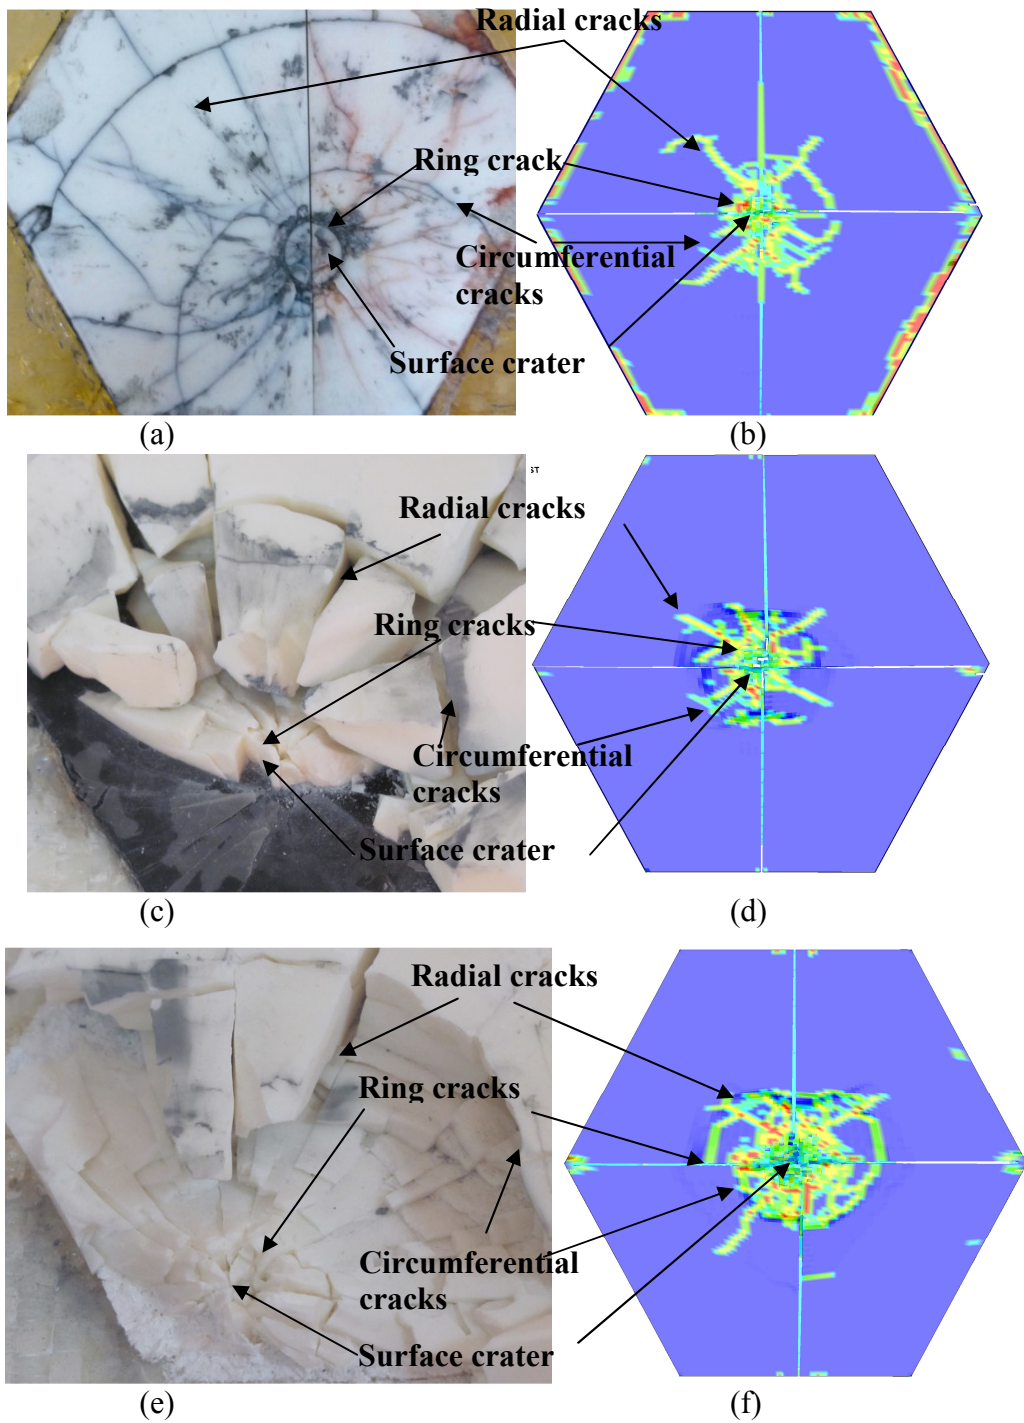 Radial cracks
Ring crack
Circumferential
cracks
Surface crater
(a)
(b)
ST
Radial cracks
Ring cracks
Circumferential
cracks
Surface crater
(c)
(d)
Radial cracks
Ring cracks
Circumferential
cracks
Surface crater
(e)
(f)